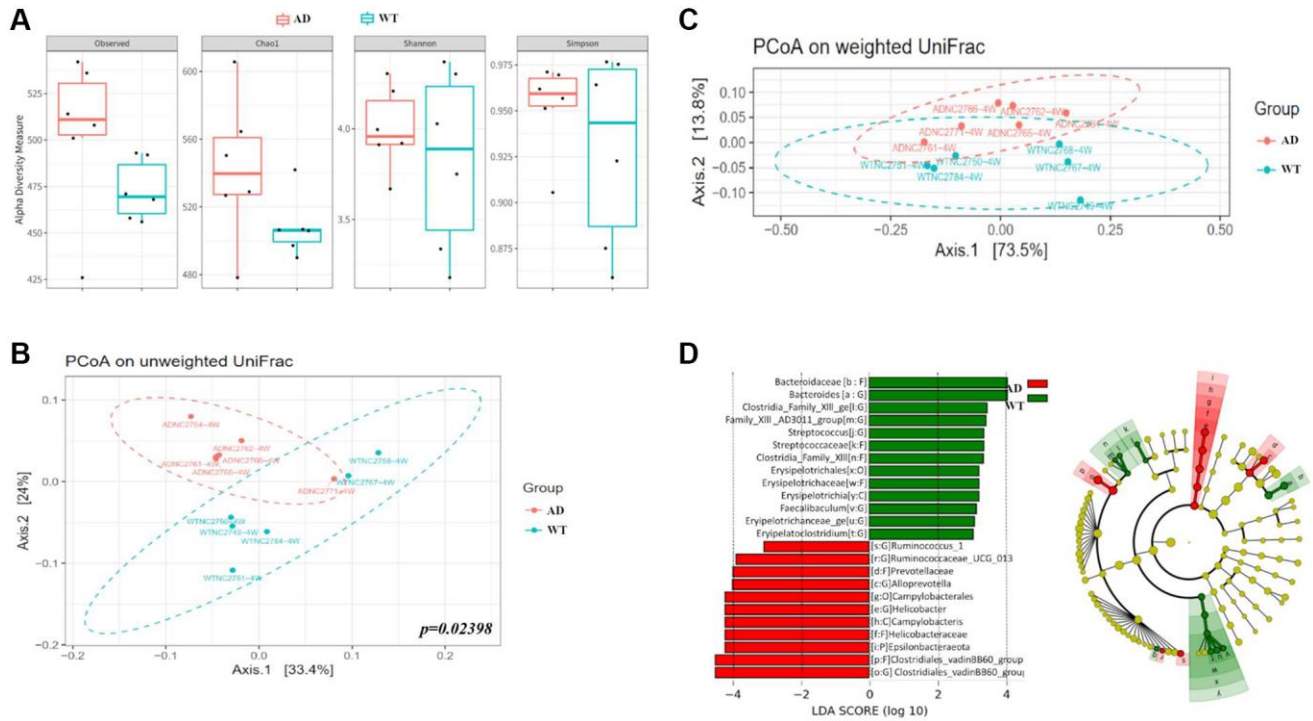 A
AD WT
Observed Chao1 Shannon Simpson
Alpha Diversity Measure
525
500
475
450
425
600
560
520
480
4.0
3.5
0.975
0.950
0.925
0.900
0.875
B
PCoA on unweighted UniFrac
Axis.2 [24%]
0.1
0.0
-0.1
-0.2
ADNC2764-4W
ADNC2762-4W
ADNC2766-4W
ADNC2761-4W
ADNC2765-4W
ADNC2771-4W
WTNC2768-4W
WTNC2767-4W
WTNC2750-4W
WTNC2749-4W
WTNC2784-4W
WTNC2751-4W
p=0.02398
-0.2 -0.1 0.0 0.1 0.2
Axis.1 [33.4%]
Group
AD
WT
C
PCoA on weighted UniFrac
Axis.2 [13.8%]
0.10
0.05
0.00
-0.05
-0.10
ADNC2766-4W
ADNC2762-4W
ADNC2771-4W
ADNC2765-4W
ADNC2761-4W
WTNC2768-4W
WTNC2750-4W
WTNC2751-4W
WTNC2767-4W
WTNC2784-4W
WTNC2749-4W
-0.50 -0.25 0.00 0.25 0.50
Axis.1 [73.5%]
Group
AD
WT
D
Bacteroidaceae[b : F]
Bacteroides [a : G]
Clostridia_Family_XIII_ge[l:G]
Family_XIII_AD3011_group[m:G]
Streptococcus[j:G]
Streptococcaceae[k:F]
Clostridia_Family_XIII[n:F]
Erysipelotrichales[x:O]
Erysipelotrichaceae[w:F]
Erysipelotrichia[y:C]
Faecalibaculum[v:G]
Eryipelotrichanceae_ge[u:G]
Eryipelatoclostridium[t:G]
[s:G]Ruminococcus_1
[r:G]Ruminococcaceae_UCG_013
[d:F]Prevotellaceae
[c:G]Alloprevotella
[g:O]Campylobacterales
[e:G]Helicobacter
[h:C]Campylobacteris
[f:F]Helicobacteraceae
[i:P]Epsilonbacteraeota
[p:F]Clostridiales_vadinBB60_group
[o:G]Clostridiales_vadinBB60_group
AD
WT
-4 -2 0 2 4
LDA SCORE (log 10)